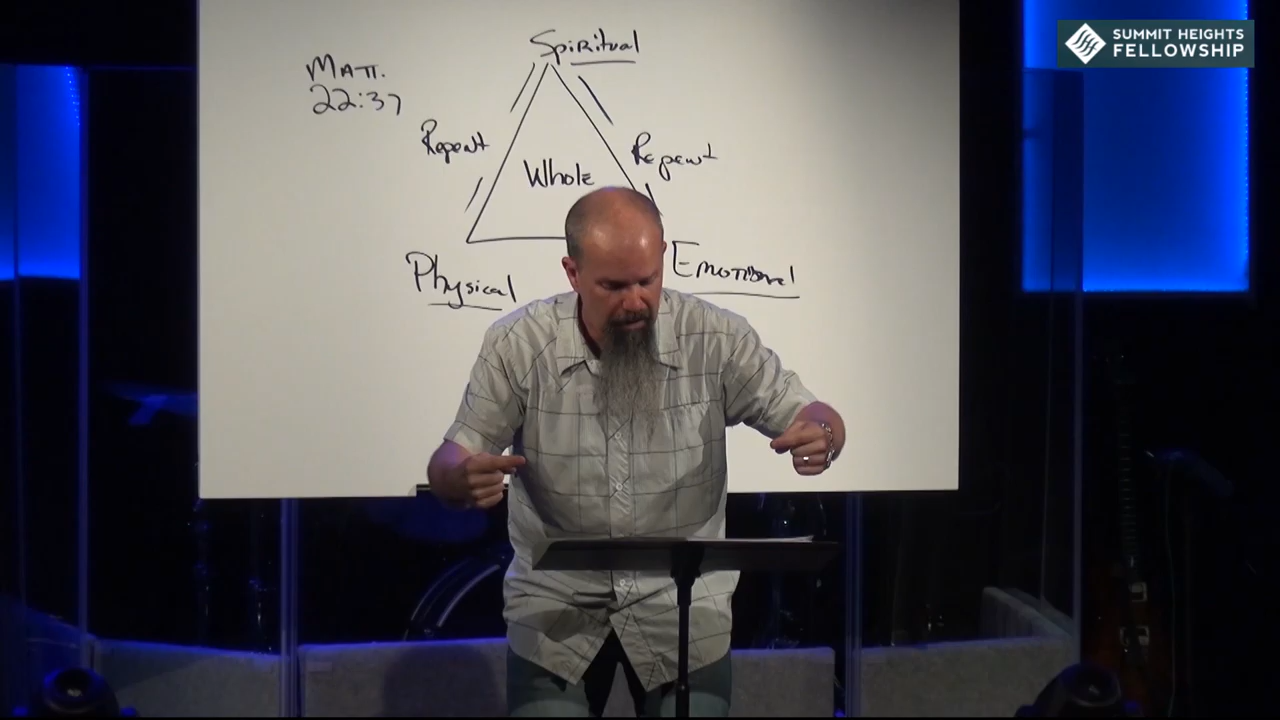 SUMMIT HEIGHTS
FELLOWSHIP
Spiritual
Matt.
22:37
Repent
Repent
Whole
Physical
Emotional